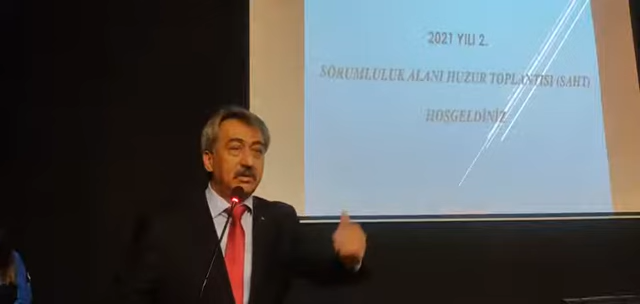 2021 YILI 2.
SORUMLULUK ALANI HUZUR TOPLANTISI (SAHT)
HOŞGELDİNİZ